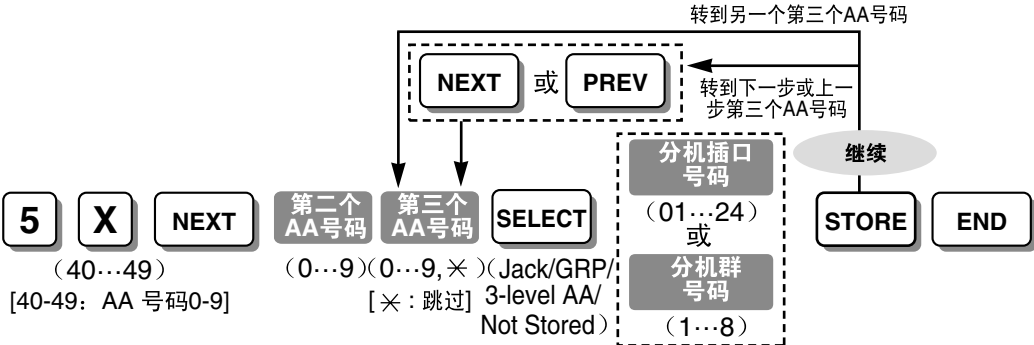 转到另一个第三个AA号码
NEXT 或 PREV
转到下一步或上一
步第三个AA号码
继续
分机插口
号码
(01…24)
或
分机群
号码
(1…8)
5 X NEXT
第二个
AA号码
第三个
AA号码
SELECT
STORE END
(40…49)
[40-49：AA 号码0-9]
(0…9)
(0…9,✳)
[✳：跳过]
(Jack/GRP/
3-level AA/
Not Stored)